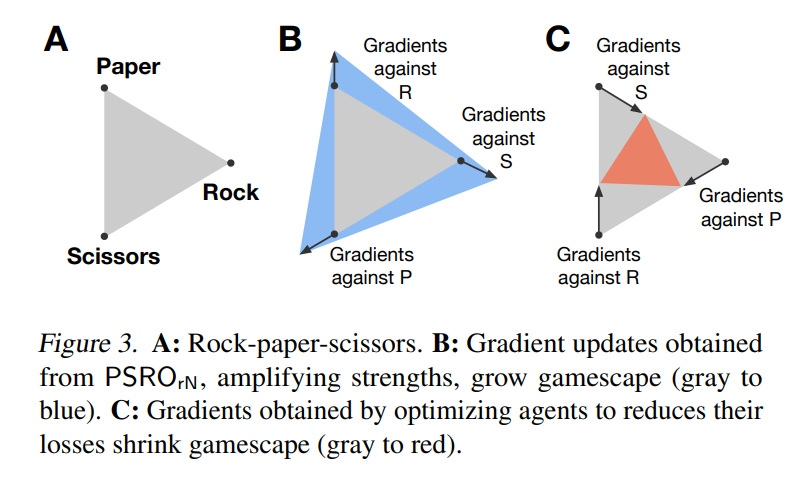 A
Paper
Rock
Scissors
B
Gradients
against
R
Gradients
against
S
Gradients
against P
C
Gradients
against
S
Gradients
against P
Gradients
against R
Figure 3. A: Rock-paper-scissors. B: Gradient updates obtained
from PSROrN, amplifying strengths, grow gamescape (gray to
blue). C: Gradients obtained by optimizing agents to reduces their
losses shrink gamescape (gray to red).